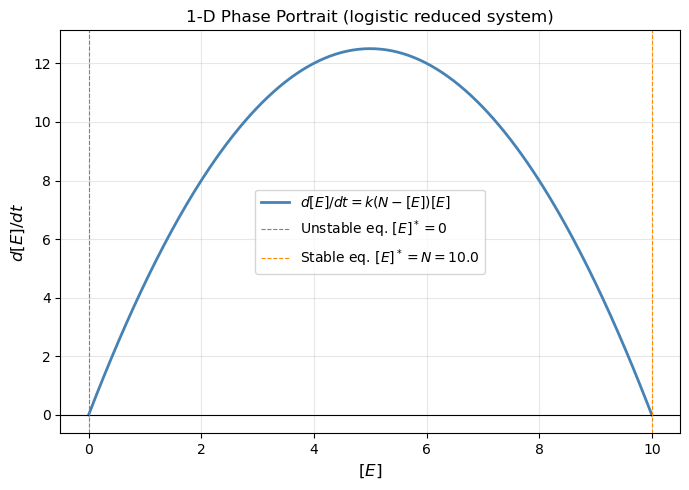 1-D Phase Portrait (logistic reduced system)
d[E]/dt
12
10
8
6
4
2
0
d[E]/dt = k(N − [E])[E]
Unstable eq. [E]* = 0
Stable eq. [E]* = N = 10.0
0 2 4 6 8 10
[E]